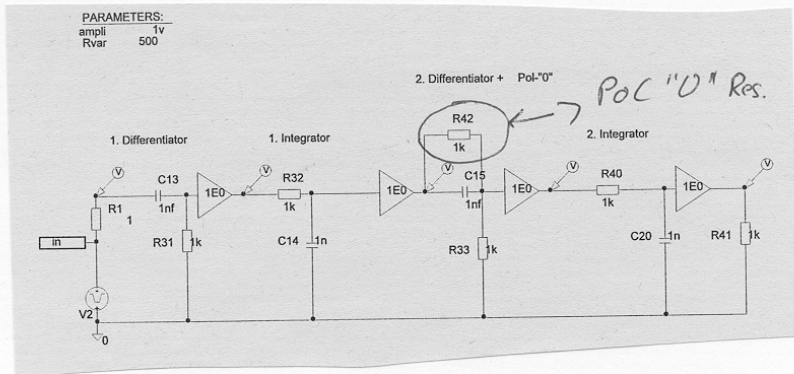 PARAMETERS:
ampli 1v
Rvar 500
2. Differentiator + Pol-"0"
PoC "0" Res.
R42
1k
1. Differentiator
1. Integrator
2. Integrator
V
C13
1nf
1E0
V
R32
1k
1E0
V
C15
1nf
1E0
V
R40
1k
1E0
V
R1
1
R31
1k
C14
1n
R33
1k
C20
1n
R41
1k
in
V2
0